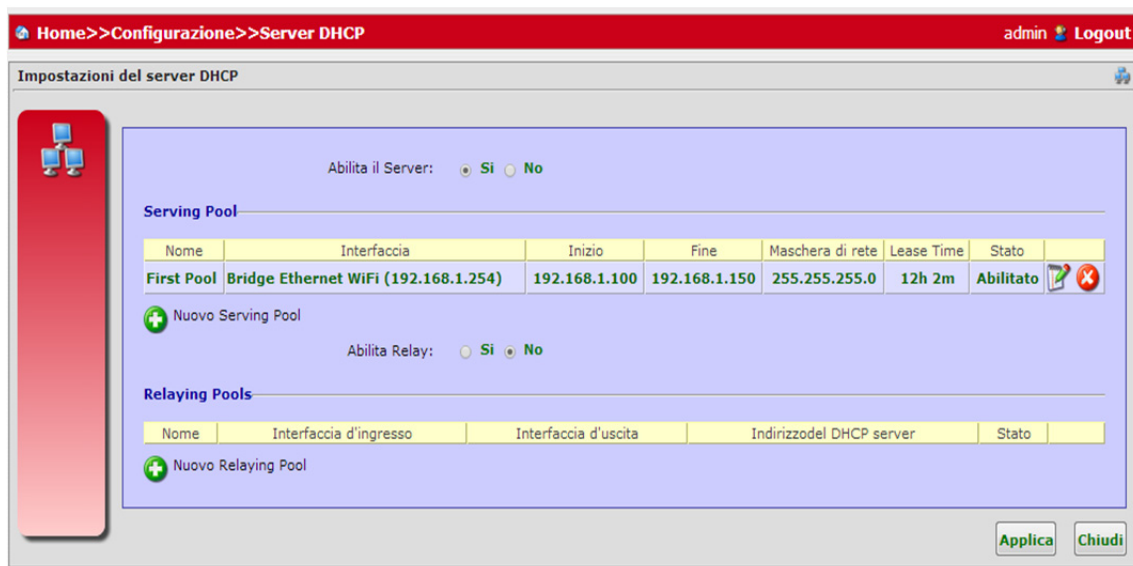 Home>>Configurazione>>Server DHCP admin Logout
Impostazioni del server DHCP
Abilita il Server: Si No
Serving Pool
Nome Interfaccia Inizio Fine Maschera di rete Lease Time Stato
First Pool Bridge Ethernet WiFi (192.168.1.254) 192.168.1.100 192.168.1.150 255.255.255.0 12h 2m Abilitato
Nuovo Serving Pool
Abilita Relay: Si No
Relaying Pools
Nome Interfaccia d'ingresso Interfaccia d'uscita Indirizzodel DHCP server Stato
Nuovo Relaying Pool
Applica Chiudi